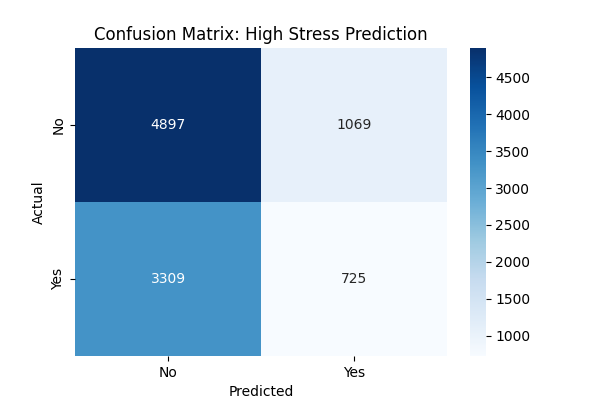 Confusion Matrix: High Stress Prediction
Actual
No
4897 1069
Yes
3309 725
No Yes
Predicted
4500
4000
3500
3000
2500
2000
1500
1000